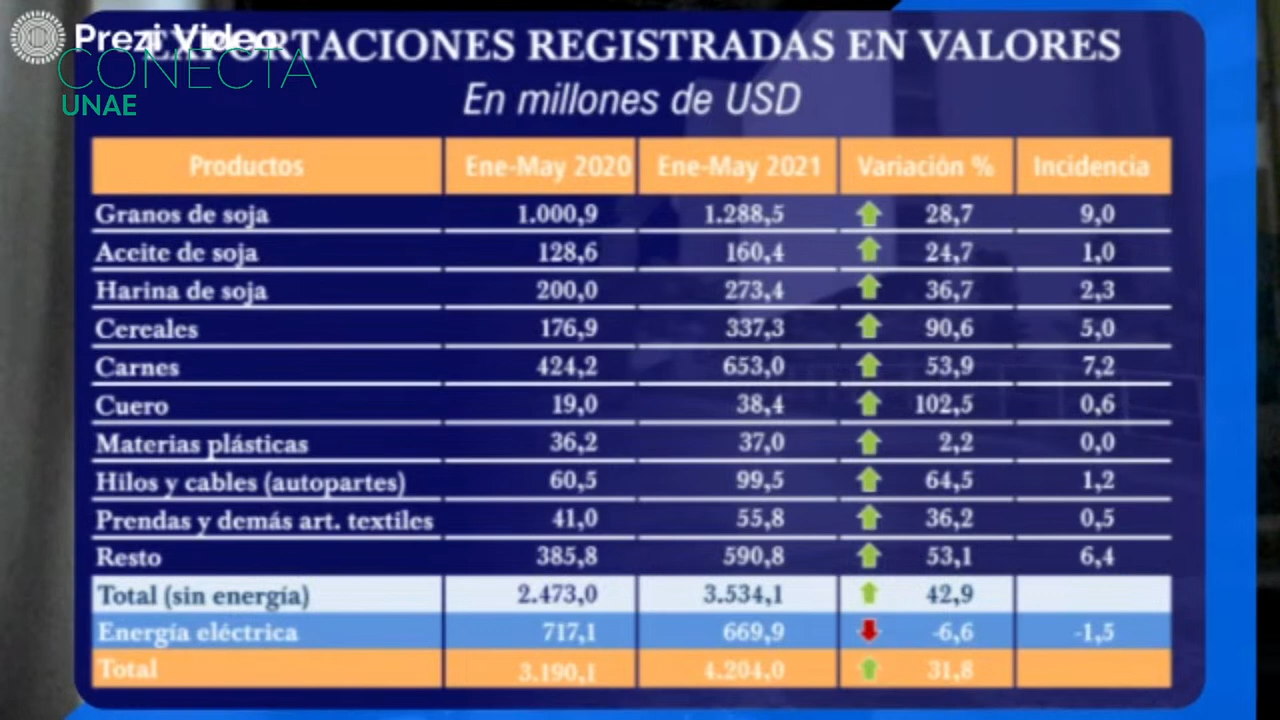 Prezi Video
CONECTA
UNAE
TACIONES REGISTRADAS EN VALORES
En millones de USD
Productos Ene-May 2020 Ene-May 2021 Variación % Incidencia
Granos de soja 1.000,9 1.288,5 28,7 9,0
Aceite de soja 128,6 160,4 24,7 1,0
Harina de soja 200,0 273,4 36,7 2,3
Cereales 176,9 337,3 90,6 5,0
Carnes 424,2 653,0 53,9 7,2
Cuero 19,0 38,4 102,5 0,6
Materias plásticas 36,2 37,0 2,2 0,0
Hilos y cables (autopartes) 60,5 99,5 64,5 1,2
Prendas y demás art. textiles 41,0 55,8 36,2 0,5
Resto 385,8 590,8 53,1 6,4
Total (sin energía) 2.473,0 3.534,1 42,9
Energía eléctrica 717,1 669,9 -6,6 -1,5
Total 3.190,1 4.204,0 31,8